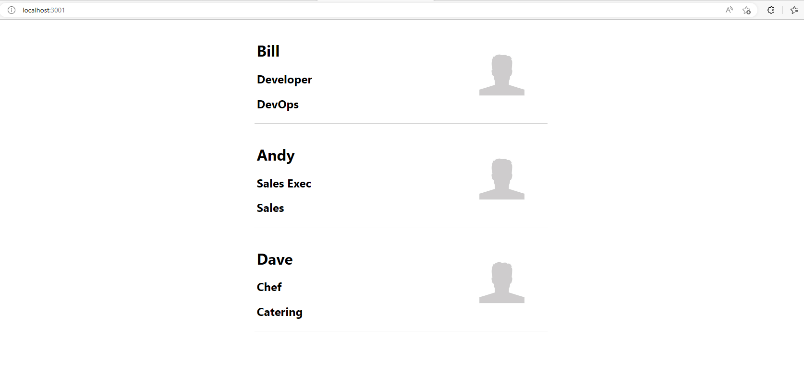 localhost:3001
Bill
Developer
DevOps
Andy
Sales Exec
Sales
Dave
Chef
Catering